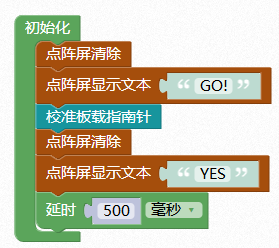 初始化
点阵屏清除
点阵屏显示文本 “ GO! ”
校准板载指南针
点阵屏清除
点阵屏显示文本 “ YES ”
延时 500 毫秒